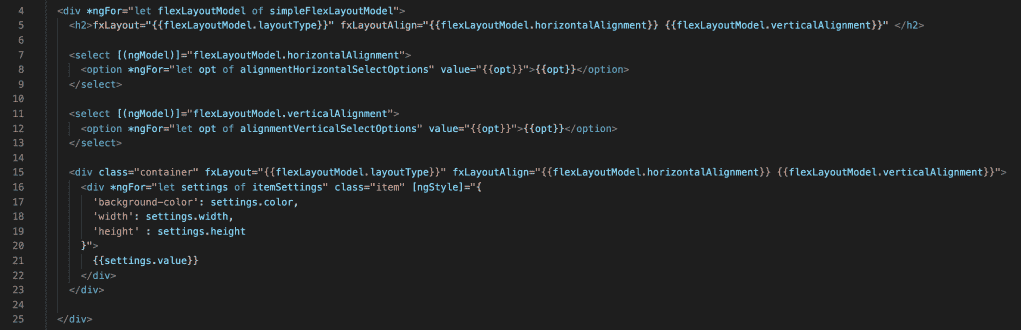 4 <div *ngFor="let flexLayoutModel of simpleFlexLayoutModel">
5 <h2>fxLayout="{{flexLayoutModel.layoutType}}" fxLayoutAlign="{{flexLayoutModel.horizontalAlignment}} {{flexLayoutModel.verticalAlignment}}" </h2>
6
7 <select [(ngModel)]="flexLayoutModel.horizontalAlignment">
8 <option *ngFor="let opt of alignmentHorizontalSelectOptions" value="{{opt}}">{{opt}}</option>
9 </select>
10
11 <select [(ngModel)]="flexLayoutModel.verticalAlignment">
12 <option *ngFor="let opt of alignmentVerticalSelectOptions" value="{{opt}}">{{opt}}</option>
13 </select>
14
15 <div class="container" fxLayout="{{flexLayoutModel.layoutType}}" fxLayoutAlign="{{flexLayoutModel.horizontalAlignment}} {{flexLayoutModel.verticalAlignment}}">
16 <div *ngFor="let settings of itemSettings" class="item" [ngStyle]="{
17 'background-color': settings.color,
18 'width': settings.width,
19 'height' : settings.height
20 }">
21 {{settings.value}}
22 </div>
23 </div>
24
25 </div>